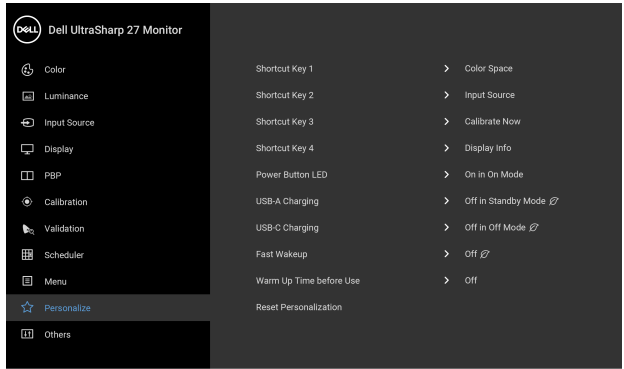 DELL Dell UltraSharp 27 Monitor
Color
Luminance
Input Source
Display
PBP
Calibration
Validation
Scheduler
Menu
Personalize
Others
Shortcut Key 1 Color Space
Shortcut Key 2 Input Source
Shortcut Key 3 Calibrate Now
Shortcut Key 4 Display Info
Power Button LED On in On Mode
USB-A Charging Off in Standby Mode
USB-C Charging Off in Off Mode
Fast Wakeup Off
Warm Up Time before Use Off
Reset Personalization